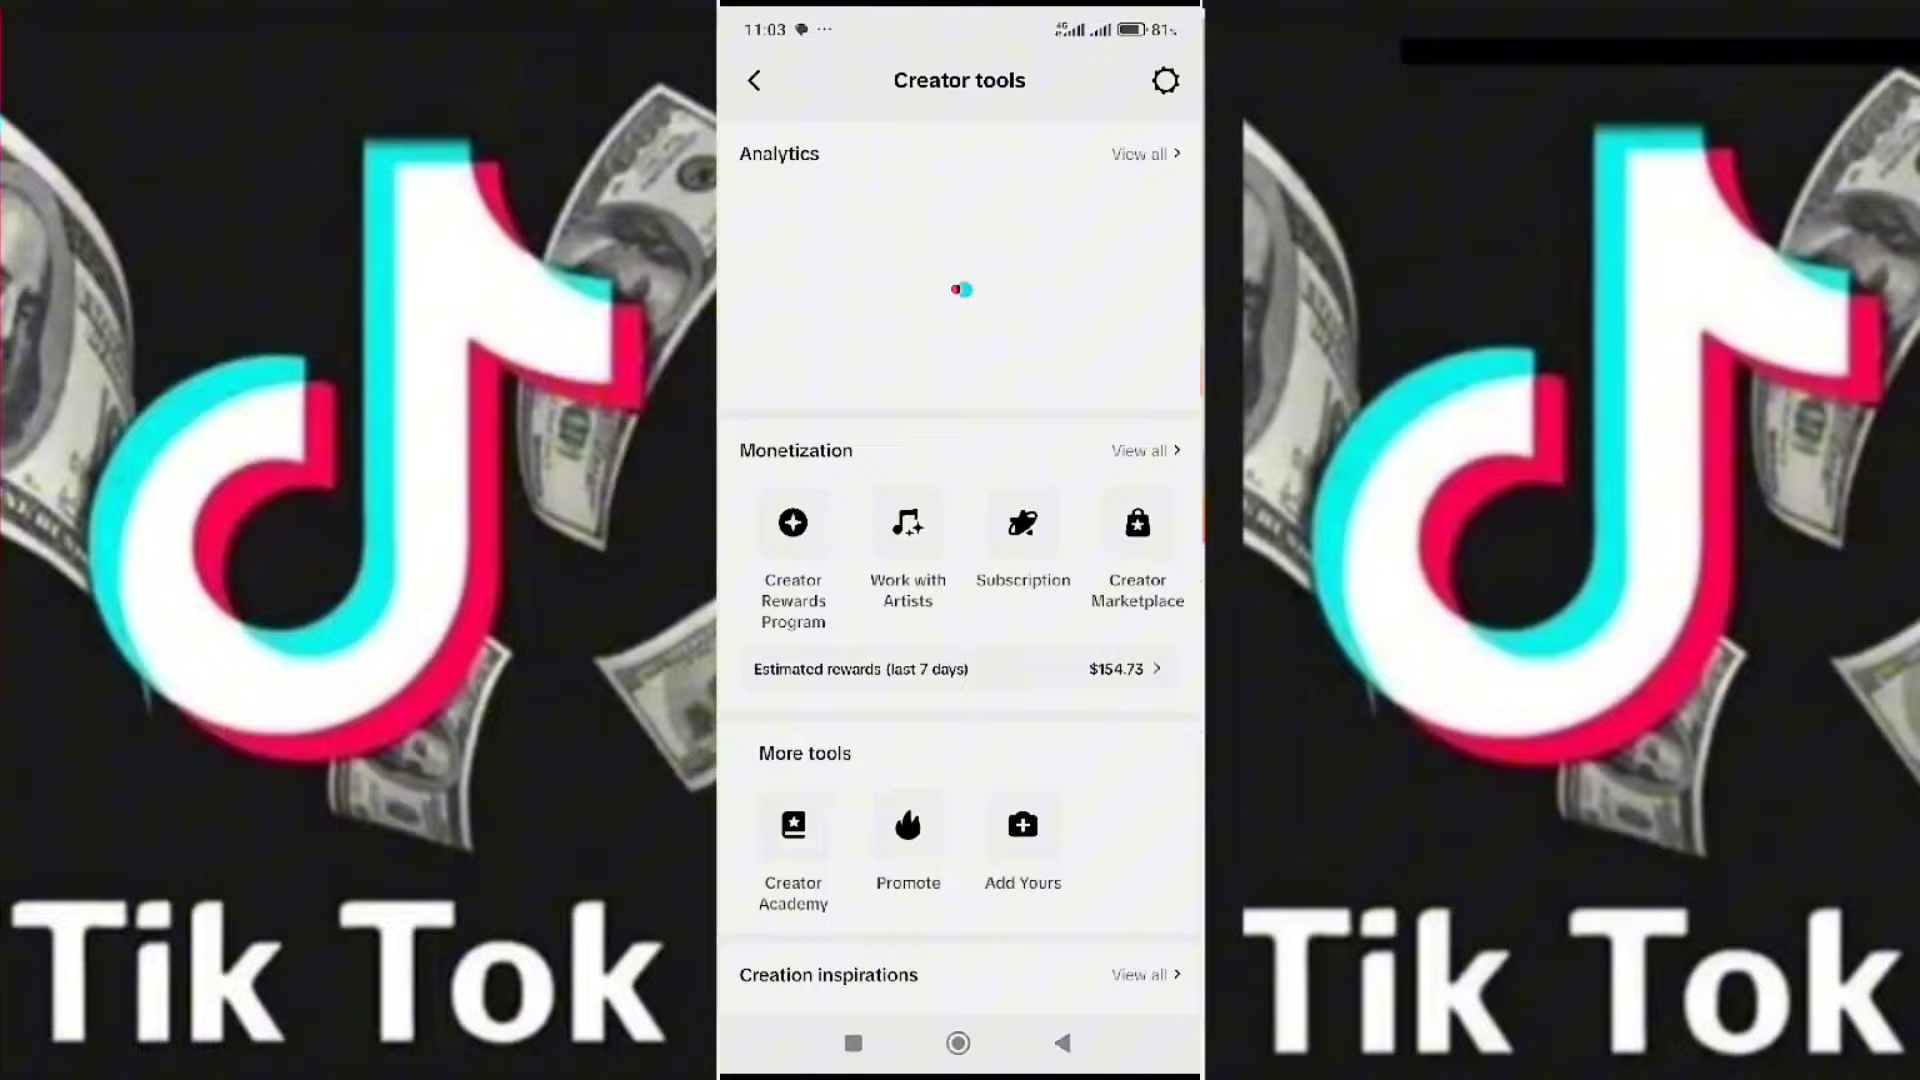 11:03
4G
81%
Creator tools
Analytics
View all >
Monetization
View all >
Creator
Rewards
Program
Work with
Artists
Subscription
Creator
Marketplace
Estimated rewards (last 7 days)
$154.73 >
More tools
Creator
Academy
Promote
Add Yours
Creation inspirations
View all >
Tik Tok
Tik Tok